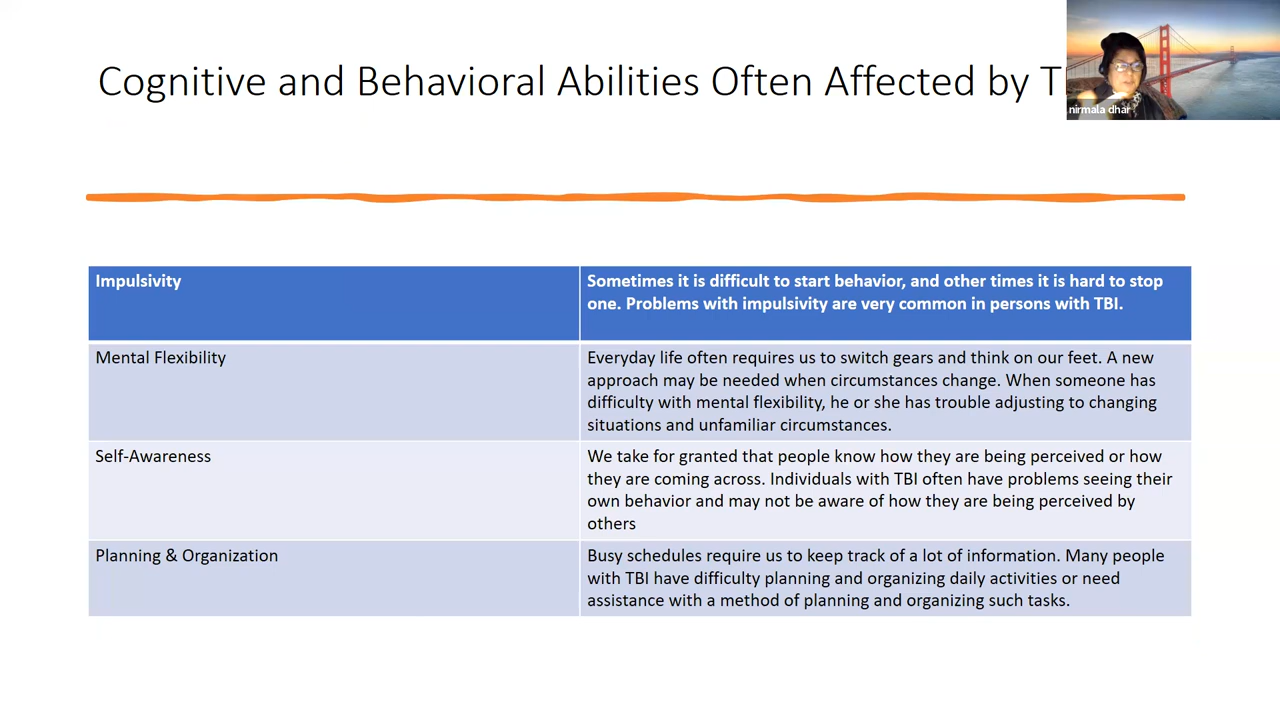 Cognitive and Behavioral Abilities Often Affected by T
nirmala dhar
Impulsivity
Sometimes it is difficult to start behavior, and other times it is hard to stop
one. Problems with impulsivity are very common in persons with TBI.
Mental Flexibility
Everyday life often requires us to switch gears and think on our feet. A new
approach may be needed when circumstances change. When someone has
difficulty with mental flexibility, he or she has trouble adjusting to changing
situations and unfamiliar circumstances.
Self-Awareness
We take for granted that people know how they are being perceived or how
they are coming across. Individuals with TBI often have problems seeing their
own behavior and may not be aware of how they are being perceived by
others
Planning & Organization
Busy schedules require us to keep track of a lot of information. Many people
with TBI have difficulty planning and organizing daily activities or need
assistance with a method of planning and organizing such tasks.